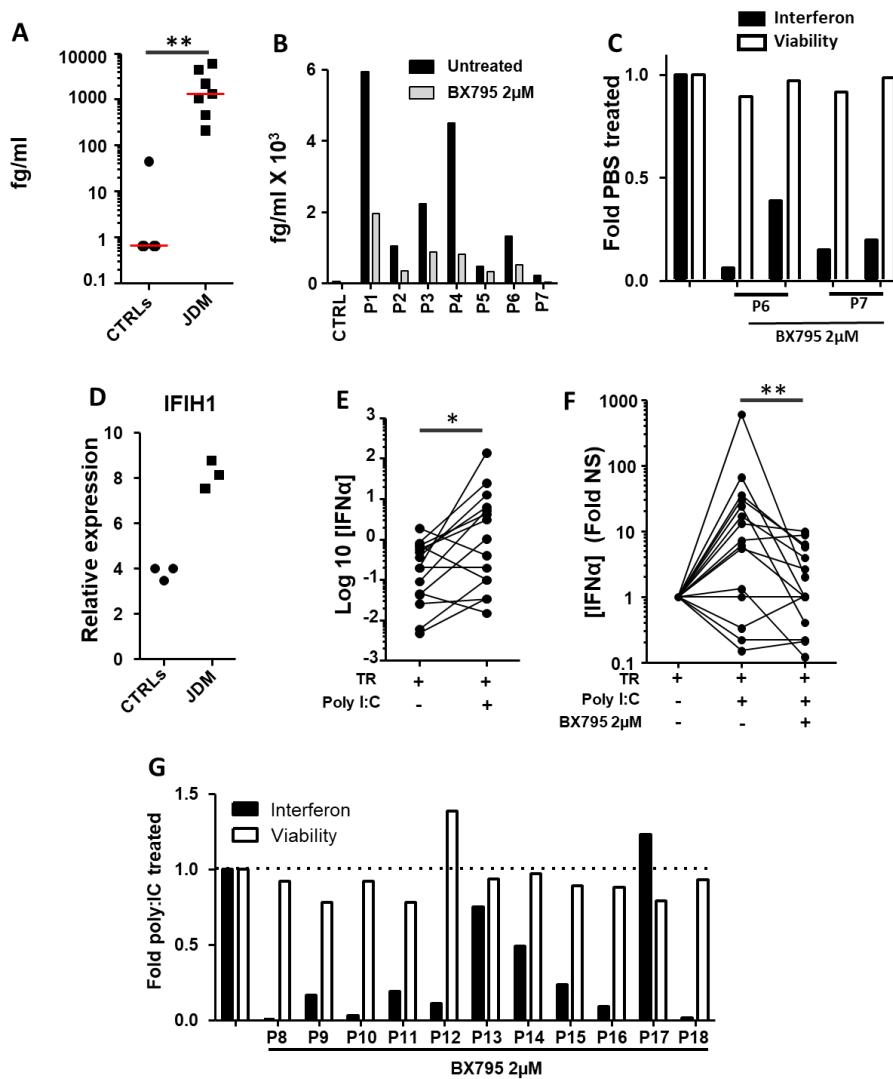 A
**
10000
1000
100
10
1
0.1
fg/ml
CTRLs
JDM
B
Untreated
BX795 2µM
6
4
2
0
fg/ml X 10³
CTRL
P1
P2
P3
P4
P5
P6
P7
C
Interferon
Viability
1.0
0.5
0.0
Fold PBS treated
P6
P7
BX795 2µM
D
IFIH1
10
8
6
4
2
0
Relative expression
CTRLs
JDM
E
*
3
2
1
-0
-1
-2
-3
Log 10 [IFNα]
TR + +
Poly I:C - +
F
**
1000
100
10
1
0.1
[IFNα] (Fold NS)
TR + + +
Poly I:C - + +
BX795 2µM - - +
G
Interferon
Viability
1.5
1.0
0.5
0.0
Fold poly:IC treated
P8 P9 P10 P11 P12 P13 P14 P15 P16 P17 P18
BX795 2µM